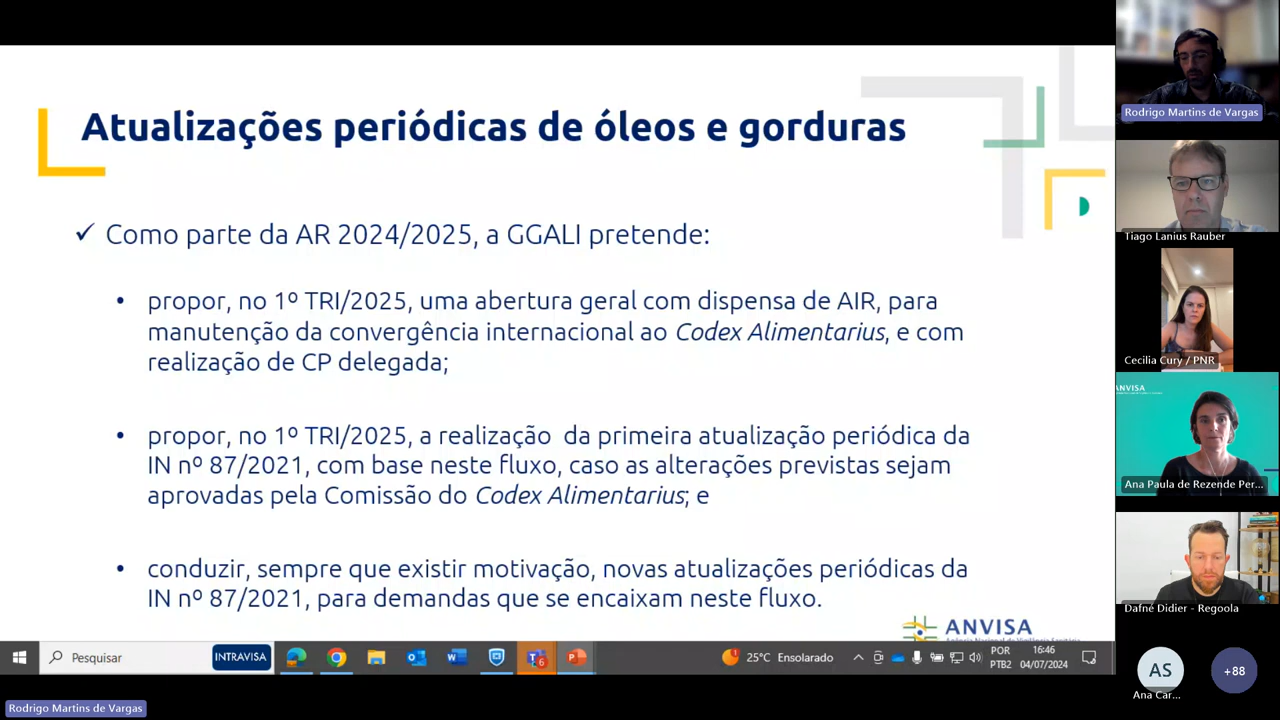 Atualizações periódicas de óleos e gorduras
✓ Como parte da AR 2024/2025, a GGALI pretende:
• propor, no 1º TRI/2025, uma abertura geral com dispensa de AIR, para
manutenção da convergência internacional ao Codex Alimentarius, e com
realização de CP delegada;
• propor, no 1º TRI/2025, a realização da primeira atualização periódica da
IN nº 87/2021, com base neste fluxo, caso as alterações previstas sejam
aprovadas pela Comissão do Codex Alimentarius; e
• conduzir, sempre que existir motivação, novas atualizações periódicas da
IN nº 87/2021, para demandas que se encaixam neste fluxo.
ANVISA
Agência Nacional de Vigilância Sanitária
Pesquisar
INTRAVISA
6
25°C Ensolarado
POR
PTB2
16:46
04/07/2024
Rodrigo Martins de Vargas
Tiago Lanius Rauber
Cecilia Cury / PNR
ANVISA
Ana Paula de Rezende Per...
Dafné Didier - Regoola
AS
Ana Car...
+88
Rodrigo Martins de Vargas